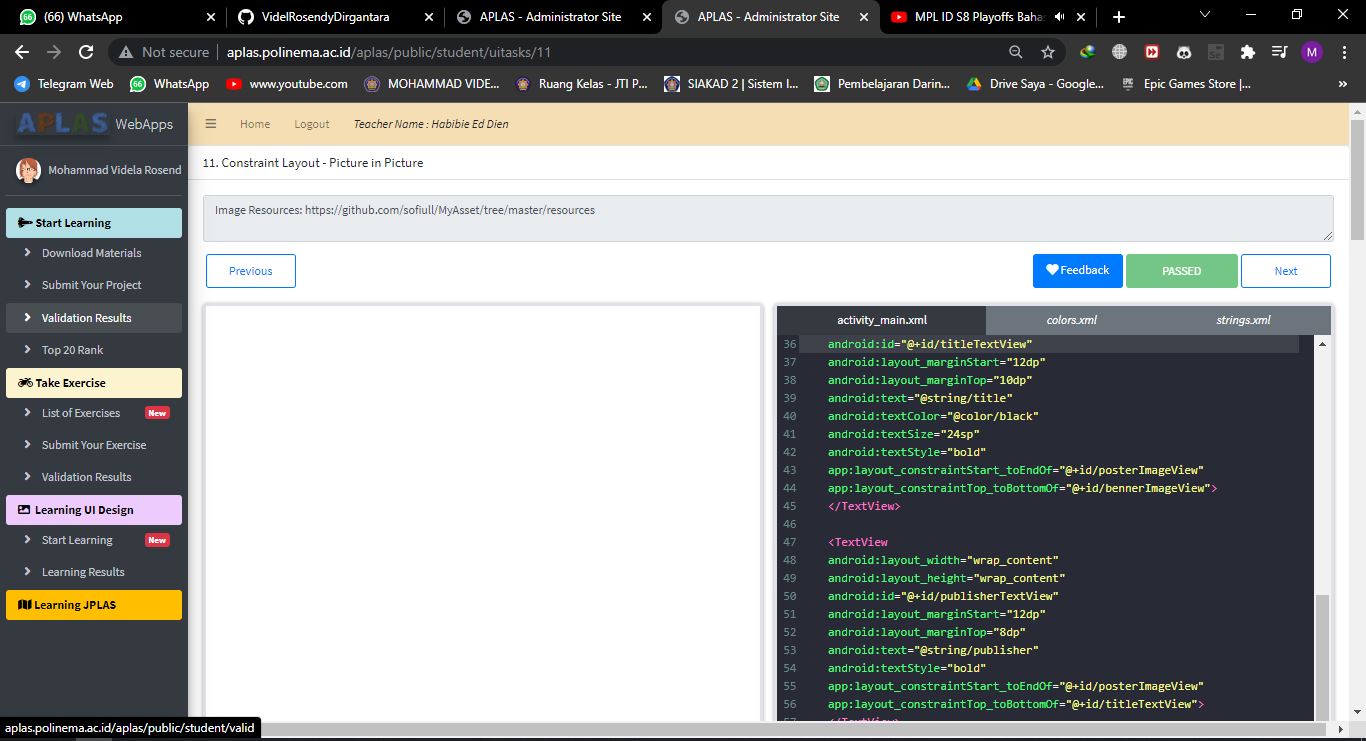 (66) WhatsApp
VidelRosendyDirgantara
APLAS - Administrator Site
APLAS - Administrator Site
MPL ID S8 Playoffs Baha
Not secure
aplas.polinema.ac.id/aplas/public/student/uitasks/11
M
Telegram Web
WhatsApp
www.youtube.com
MOHAMMAD VIDE...
Ruang Kelas - JTI P...
SIAKAD 2 | Sistem I...
Pembelajaran Darin...
Drive Saya - Google...
Epic Games Store |...
APLAS WebApps
Home
Logout
Teacher Name : Habibie Ed Dien
Mohammad Videla Rosend
11. Constraint Layout - Picture in Picture
Start Learning
Download Materials
Submit Your Project
Validation Results
Top 20 Rank
Take Exercise
List of Exercises New
Submit Your Exercise
Validation Results
Learning UI Design
Start Learning New
Learning Results
Learning JPLAS
Image Resources: https://github.com/sofiull/MyAsset/tree/master/resources
Previous
Feedback
PASSED
Next
activity_main.xml
colors.xml
strings.xml
36 android:id="@+id/titleTextView"
37 android:layout_marginStart="12dp"
38 android:layout_marginTop="10dp"
39 android:text="@string/title"
40 android:textColor="@color/black"
41 android:textSize="24sp"
42 android:textStyle="bold"
43 app:layout_constraintStart_toEndOf="@+id/posterImageView"
44 app:layout_constraintTop_toBottomOf="@+id/bennerImageView">
45 </TextView>
46
47 <TextView
48 android:layout_width="wrap_content"
49 android:layout_height="wrap_content"
50 android:id="@+id/publisherTextView"
51 android:layout_marginStart="12dp"
52 android:layout_marginTop="8dp"
53 android:text="@string/publisher"
54 android:textStyle="bold"
55 app:layout_constraintStart_toEndOf="@+id/posterImageView"
56 app:layout_constraintTop_toBottomOf="@+id/titleTextView">
57 </TextView>
aplas.polinema.ac.id/aplas/public/student/valid